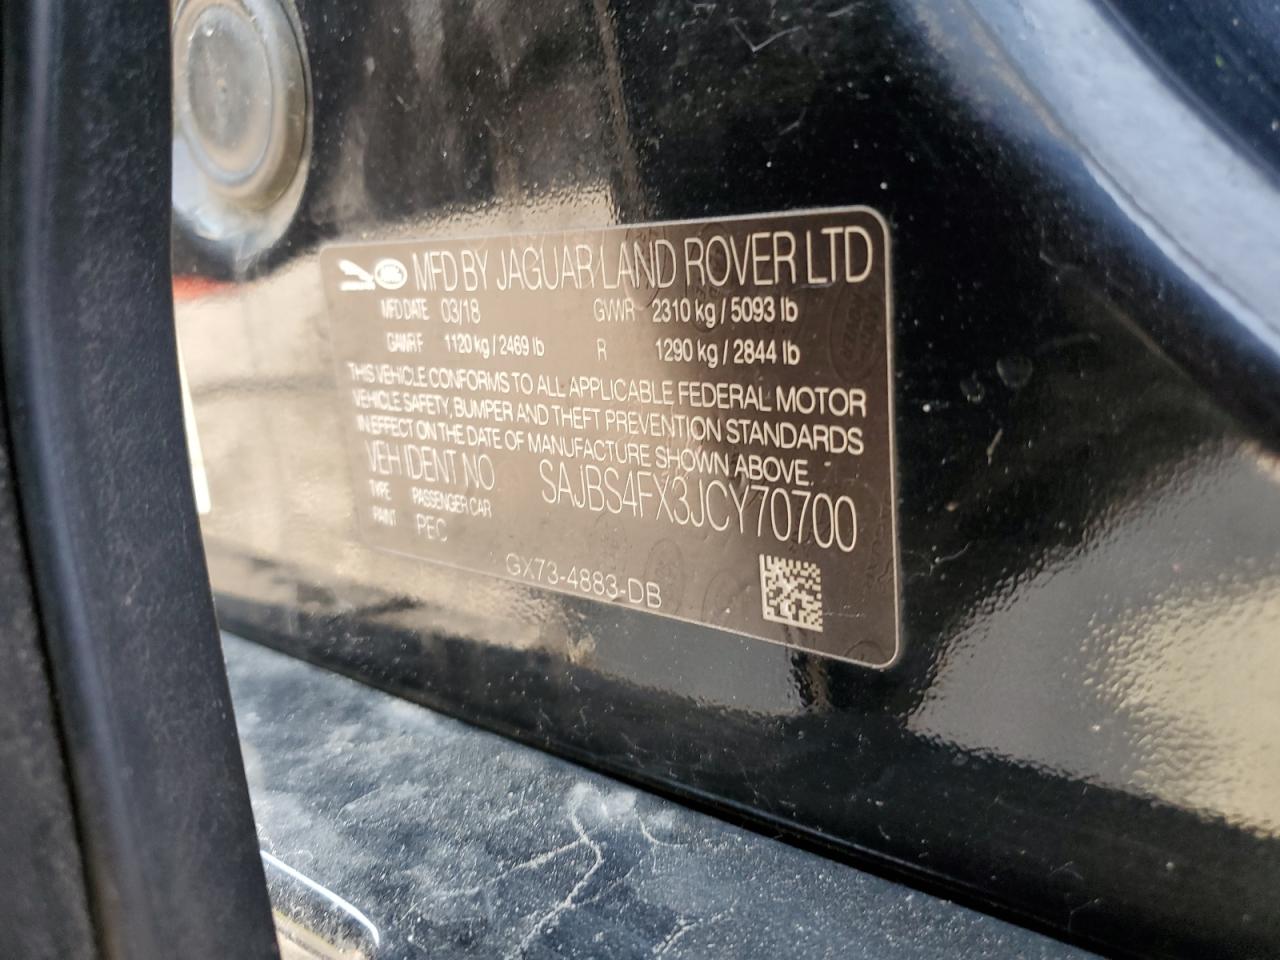 MFD BY JAGUAR LAND ROVER LTD
MFD DATE 03/18 GVWR 2310 kg / 5093 lb
GAWR F 1120 kg / 2469 lb R 1290 kg / 2844 lb
THIS VEHICLE CONFORMS TO ALL APPLICABLE FEDERAL MOTOR
VEHICLE SAFETY, BUMPER AND THEFT PREVENTION STANDARDS
IN EFFECT ON THE DATE OF MANUFACTURE SHOWN ABOVE.
VEH IDENT NO SAJBS4FX3JCY70700
TYPE PASSENGER CAR
PAINT PEC
GX73-4883-DB